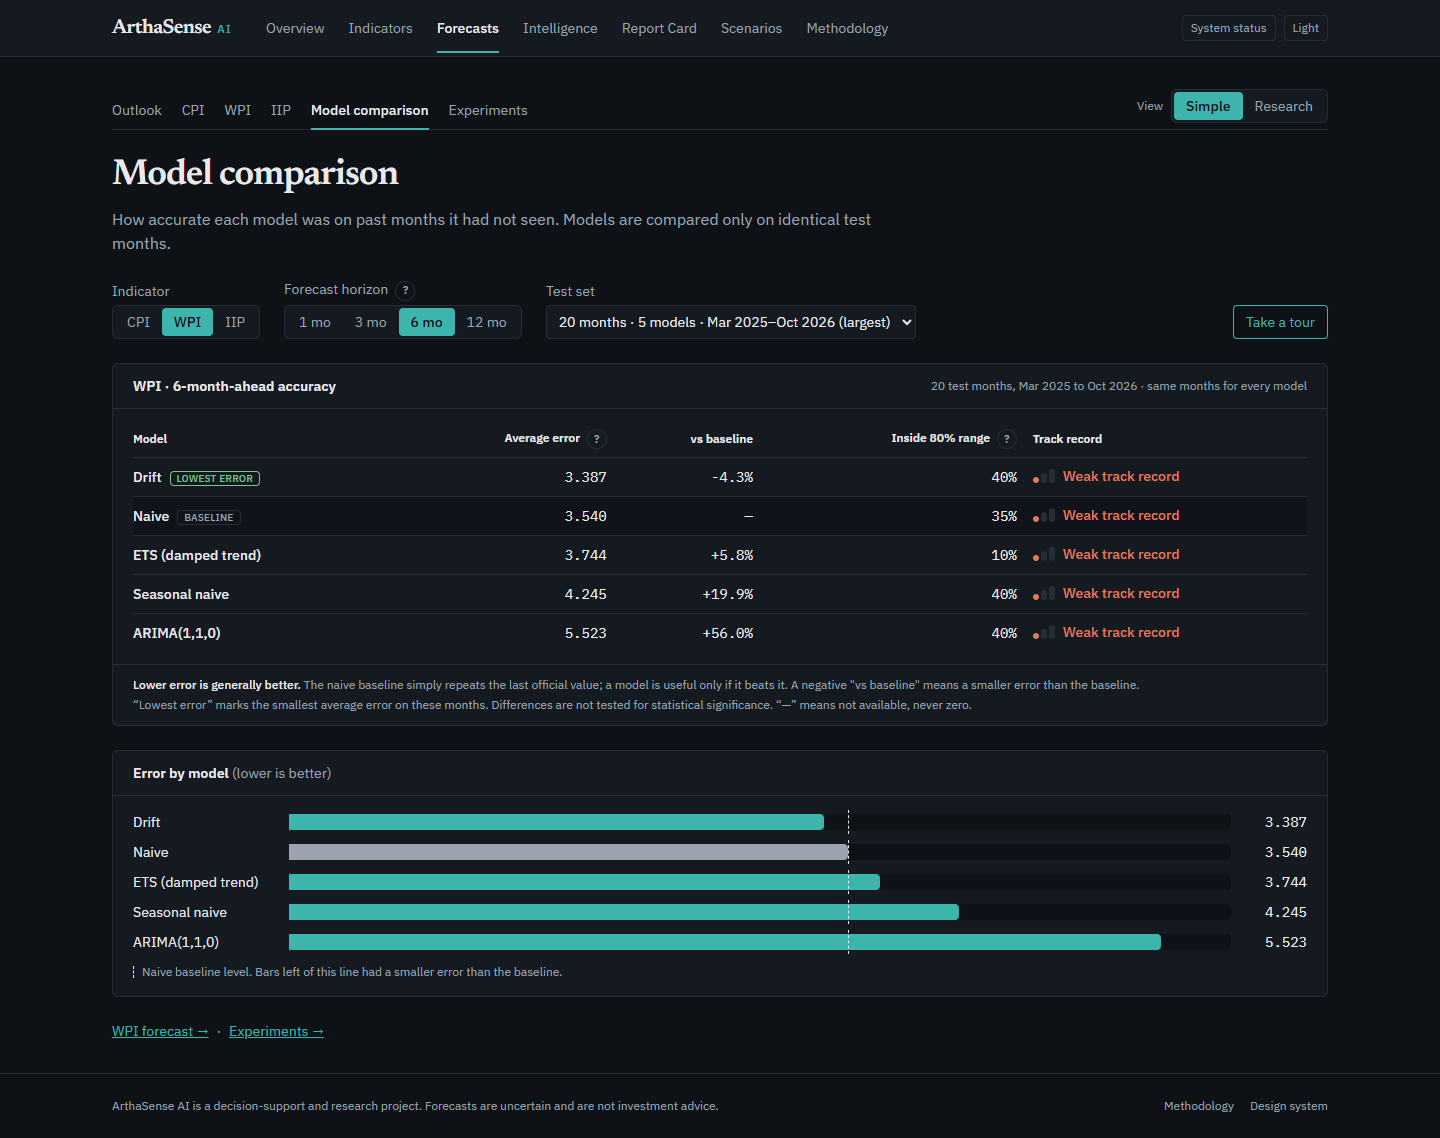 ArthaSense AI
Overview
Indicators
Forecasts
Intelligence
Report Card
Scenarios
Methodology
System status
Light
Outlook
CPI
WPI
IIP
Model comparison
Experiments
View
Simple
Research
Model comparison
How accurate each model was on past months it had not seen. Models are compared only on identical test
months.
Indicator
Forecast horizon ?
Test set
CPI WPI IIP
1 mo 3 mo 6 mo 12 mo
20 months · 5 models · Mar 2025–Oct 2026 (largest)
Take a tour
WPI · 6-month-ahead accuracy
20 test months, Mar 2025 to Oct 2026 · same months for every model
Model Average error ? vs baseline Inside 80% range ? Track record
Drift LOWEST ERROR 3.387 -4.3% 40% Weak track record
Naive BASELINE 3.540 — 35% Weak track record
ETS (damped trend) 3.744 +5.8% 10% Weak track record
Seasonal naive 4.245 +19.9% 40% Weak track record
ARIMA(1,1,0) 5.523 +56.0% 40% Weak track record
Lower error is generally better. The naive baseline simply repeats the last official value; a model is useful only if it beats it. A negative "vs baseline" means a smaller error than the baseline.
“Lowest error” marks the smallest average error on these months. Differences are not tested for statistical significance. “—” means not available, never zero.
Error by model (lower is better)
Drift 3.387
Naive 3.540
ETS (damped trend) 3.744
Seasonal naive 4.245
ARIMA(1,1,0) 5.523
Naive baseline level. Bars left of this line had a smaller error than the baseline.
WPI forecast → · Experiments →
ArthaSense AI is a decision-support and research project. Forecasts are uncertain and are not investment advice.
Methodology
Design system